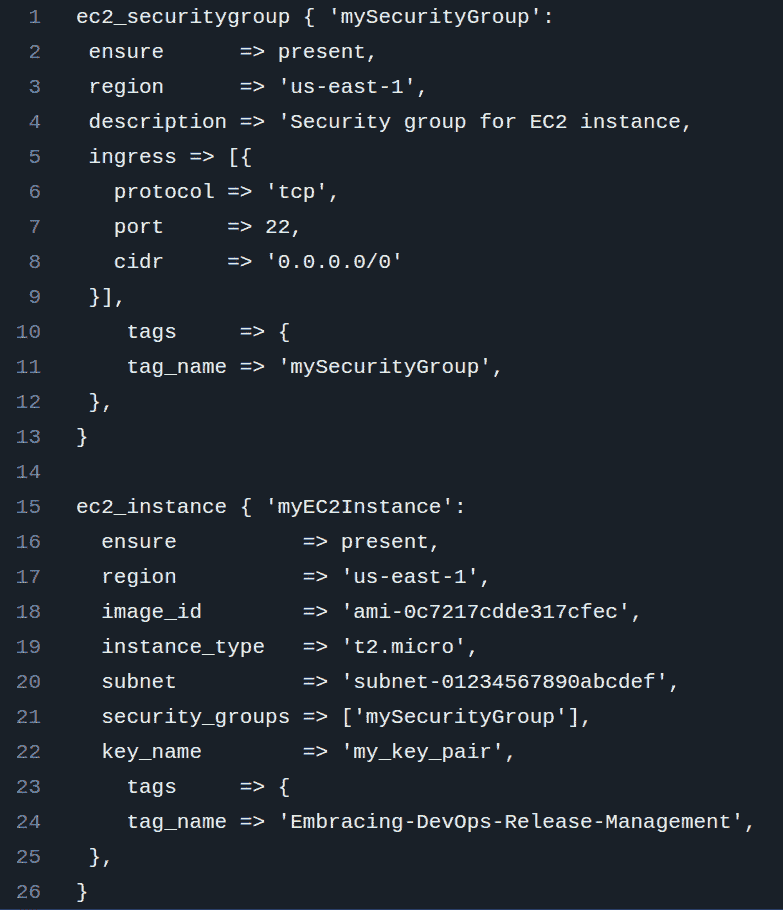 1 ec2_securitygroup { 'mySecurityGroup':
2  ensure      => present,
3  region      => 'us-east-1',
4  description => 'Security group for EC2 instance,
5  ingress => [{
6    protocol => 'tcp',
7    port     => 22,
8    cidr     => '0.0.0.0/0'
9  }],
10     tags     => {
11     tag_name => 'mySecurityGroup',
12  },
13 }
14
15 ec2_instance { 'myEC2Instance':
16   ensure          => present,
17   region          => 'us-east-1',
18   image_id        => 'ami-0c7217cdde317cfec',
19   instance_type   => 't2.micro',
20   subnet          => 'subnet-01234567890abcdef',
21   security_groups => ['mySecurityGroup'],
22   key_name        => 'my_key_pair',
23     tags     => {
24     tag_name => 'Embracing-DevOps-Release-Management',
25  },
26 }